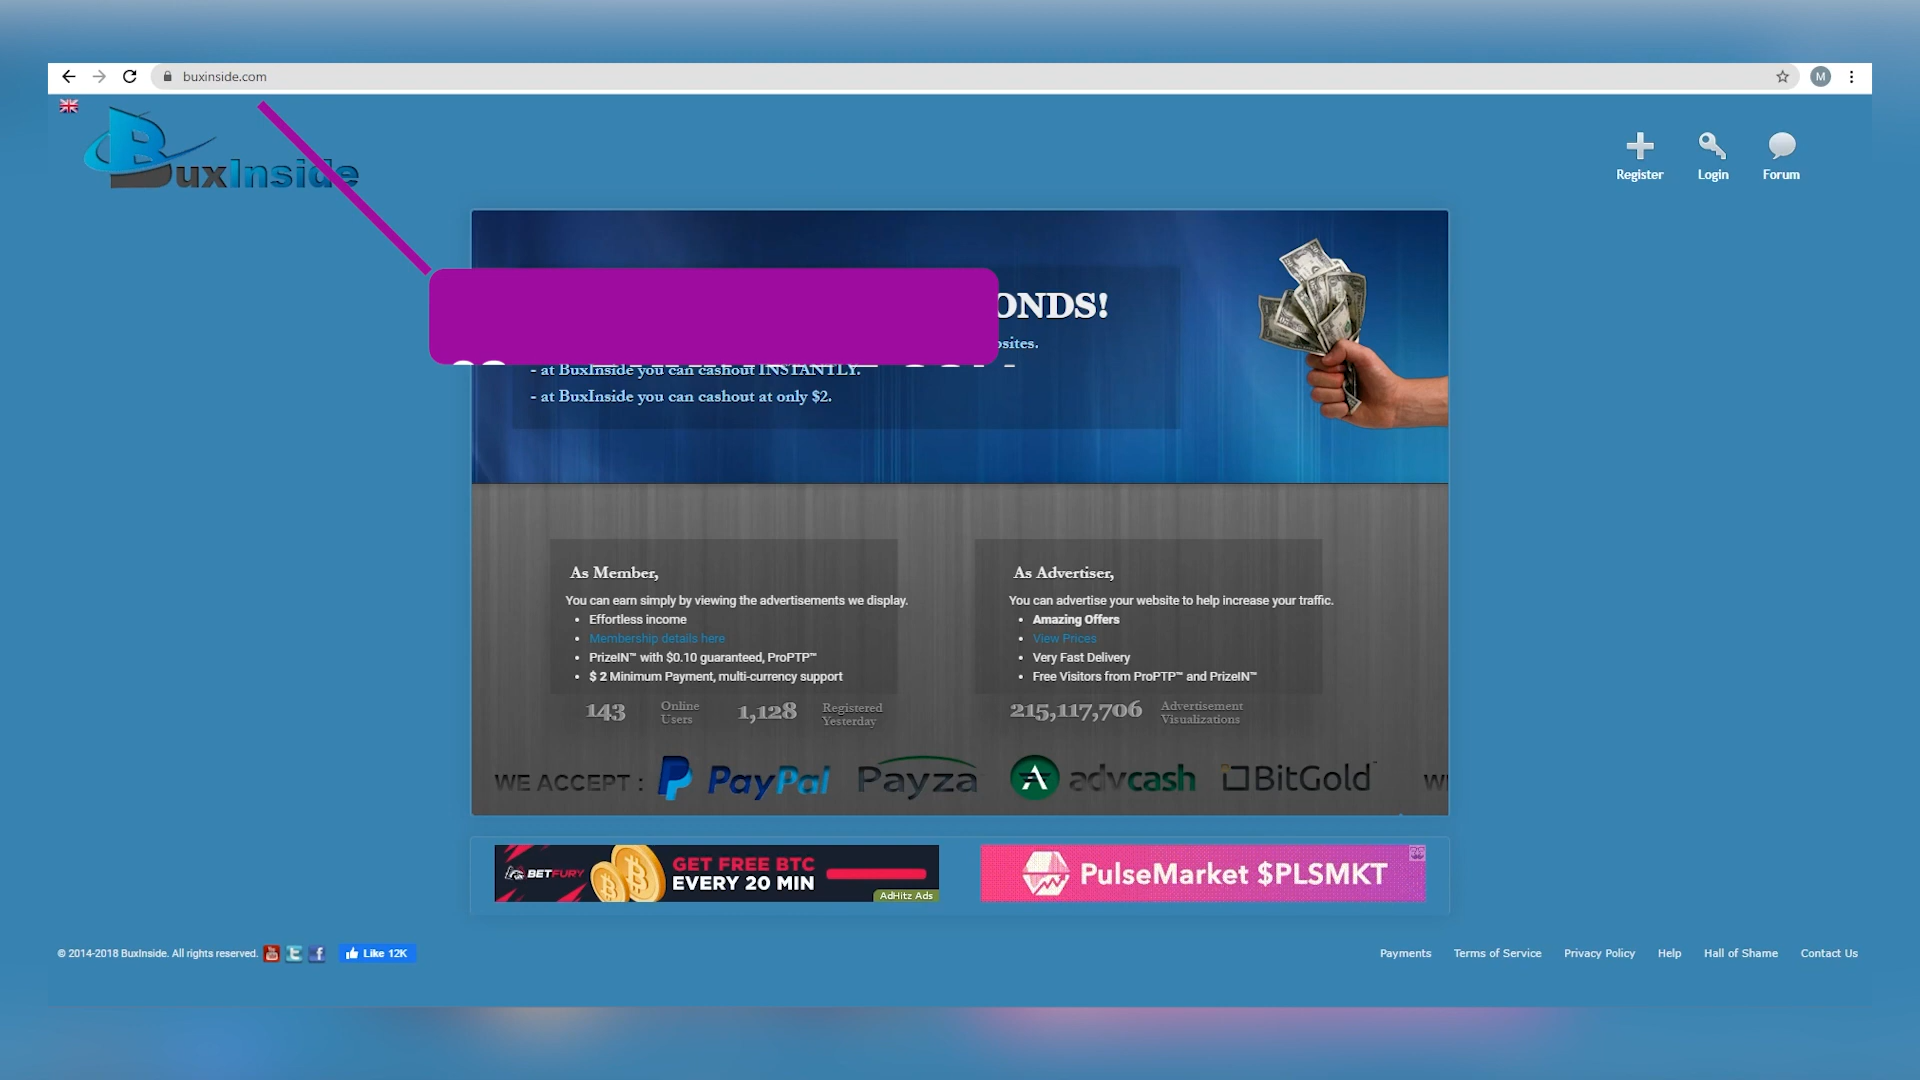 buxinside.com
M
BuxInside
Register
Login
Forum
ONDS!
- at BuxInside you can cashout INSTANTLY.
- at BuxInside you can cashout at only $2.
As Member,
You can earn simply by viewing the advertisements we display.
• Effortless income
• Membership details here
• PrizeIN™ with $0.10 guaranteed, ProPTP™
• $ 2 Minimum Payment, multi-currency support
143 Online Users
1,128 Registered Yesterday
As Advertiser,
You can advertise your website to help increase your traffic.
• Amazing Offers
• View Prices
• Very Fast Delivery
• Free Visitors from ProPTP™ and PrizeIN™
215,117,706 Advertisement Visualizations
WE ACCEPT : PayPal Payza advcash BitGold
BETFURY
GET FREE BTC
EVERY 20 MIN
AdHitz Ads
PulseMarket $PLSMKT
© 2014-2018 BuxInside. All rights reserved.
Like 12K
Payments Terms of Service Privacy Policy Help Hall of Shame Contact Us